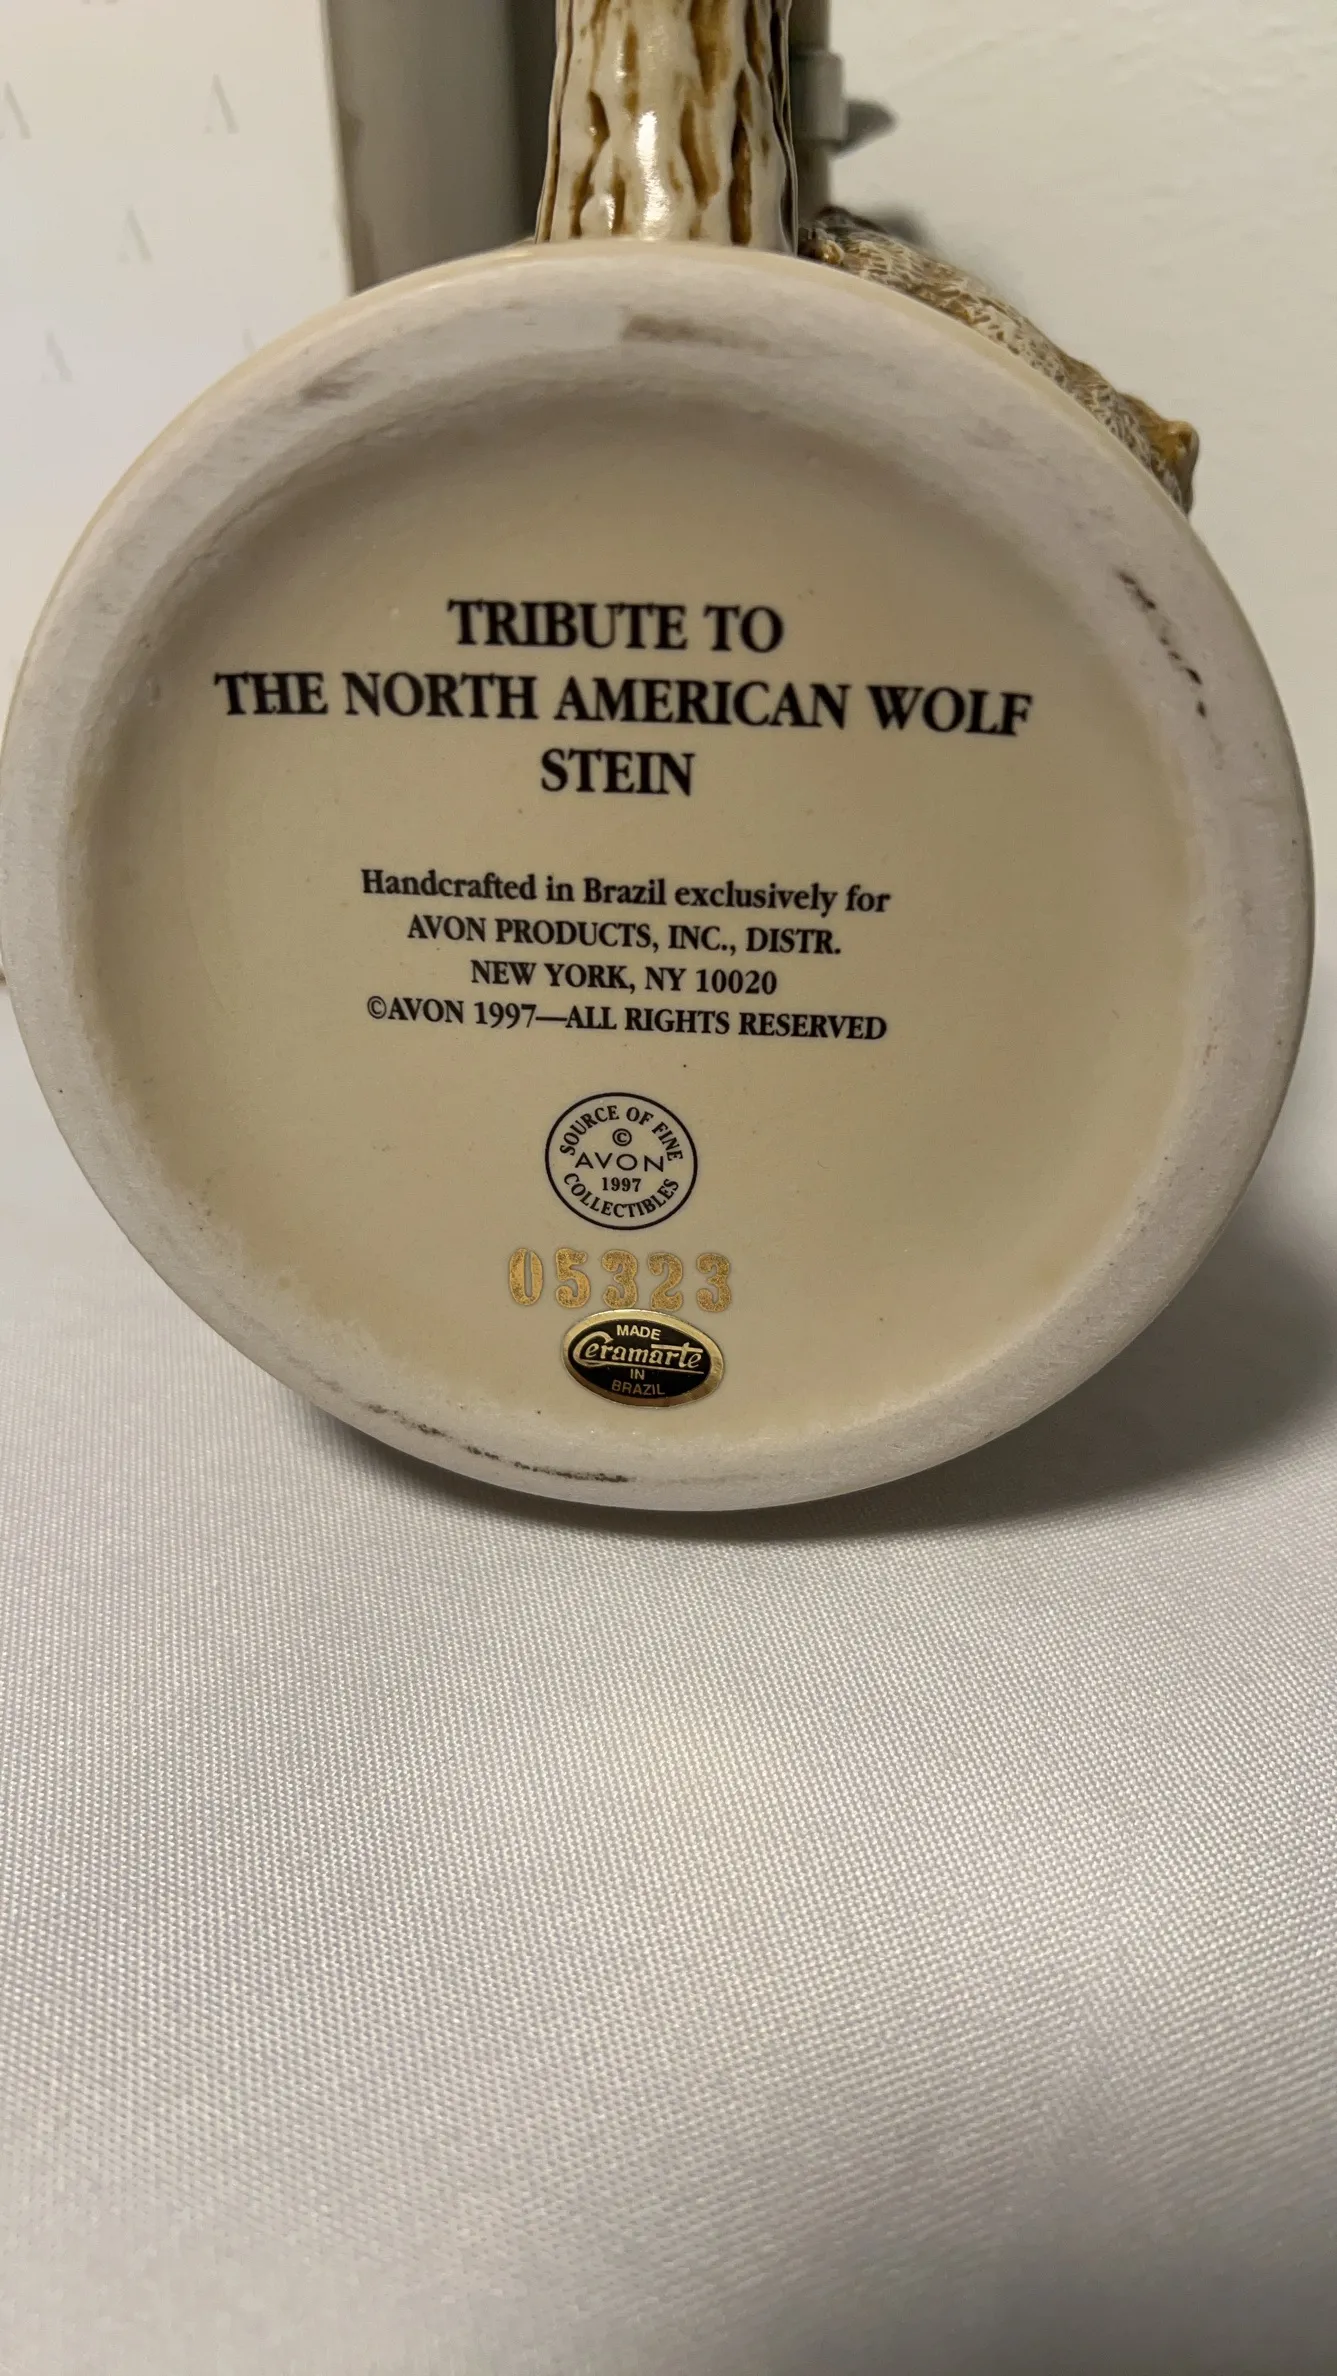 TRIBUTE TO
THE NORTH AMERICAN WOLF
STEIN
Handcrafted in Brazil exclusively for
AVON PRODUCTS, INC., DISTR.
NEW YORK, NY 10020
©AVON 1997—ALL RIGHTS RESERVED
SOURCE OF FINE
©
AVON
1997
COLLECTIBLES
05323
MADE
Ceramarte
IN
BRAZIL